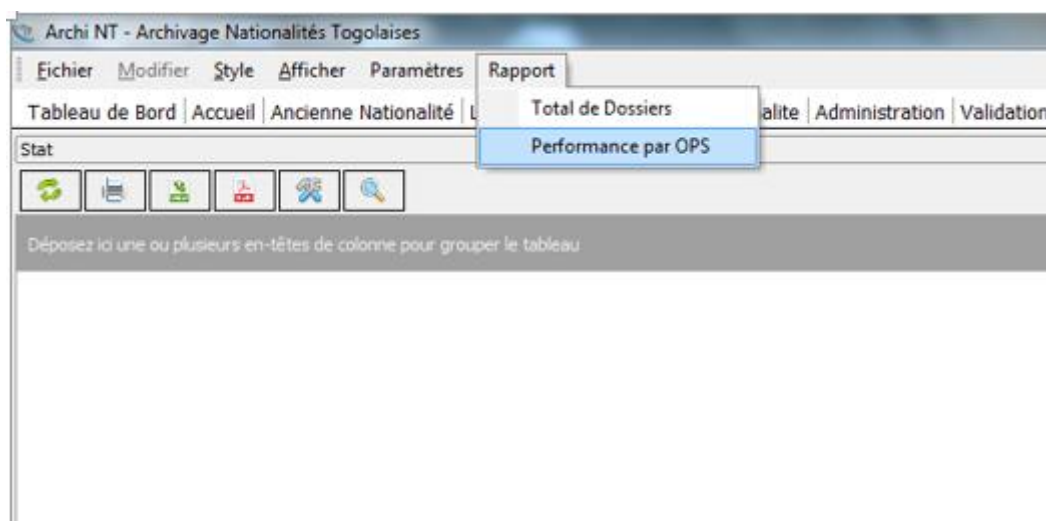 Archi NT - Archivage Nationalités Togolaises
Fichier Modifier Style Afficher Paramètres Rapport
Tableau de Bord Accueil Ancienne Nationalité alite Administration Validation
Total de Dossiers
Performance par OPS
Stat
Déposez ici une ou plusieurs en-têtes de colonne pour grouper le tableau